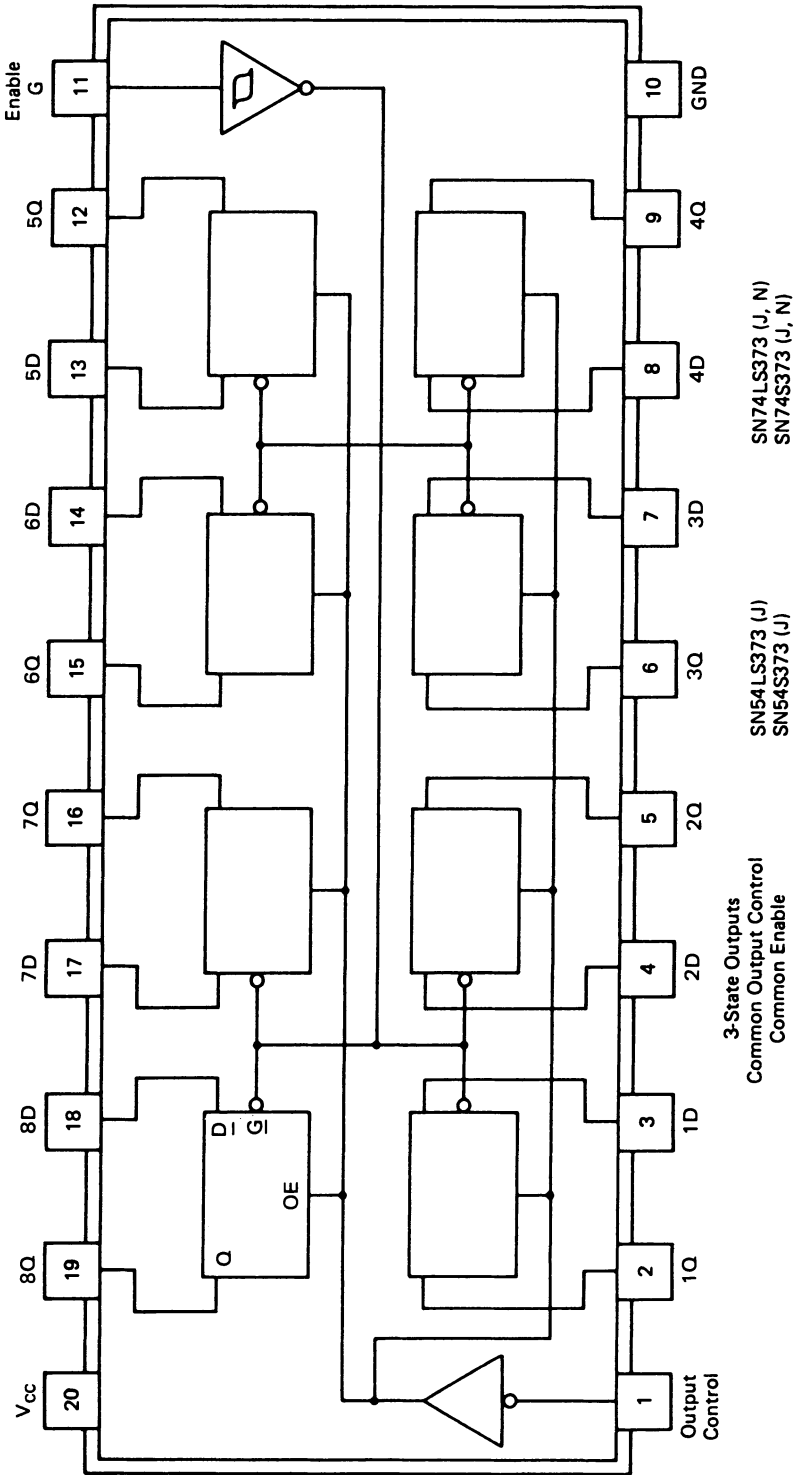 Vcc
8Q
8D
7D
7Q
6Q
6D
5D
5Q
Enable
G
20
19
18
17
16
15
14
13
12
11
Q
D
G
OE
1
2
3
4
5
6
7
8
9
10
Output
Control
1Q
1D
2D
2Q
3Q
3D
4D
4Q
GND
3-State Outputs
Common Output Control
Common Enable
SN54LS373 (J)
SN54S373 (J)
SN74LS373 (J, N)
SN74S373 (J, N)